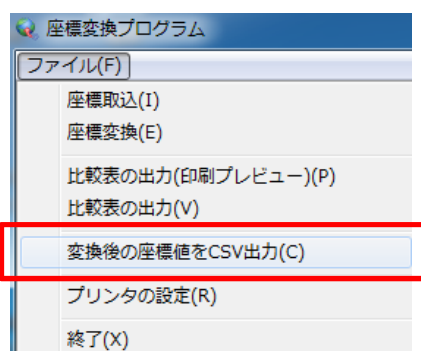 座標変換プログラム
ファイル(F)
座標取込(I)
座標変換(E)
比較表の出力(印刷プレビュー)(P)
比較表の出力(V)
変換後の座標値をCSV出力(C)
プリンタの設定(R)
終了(X)